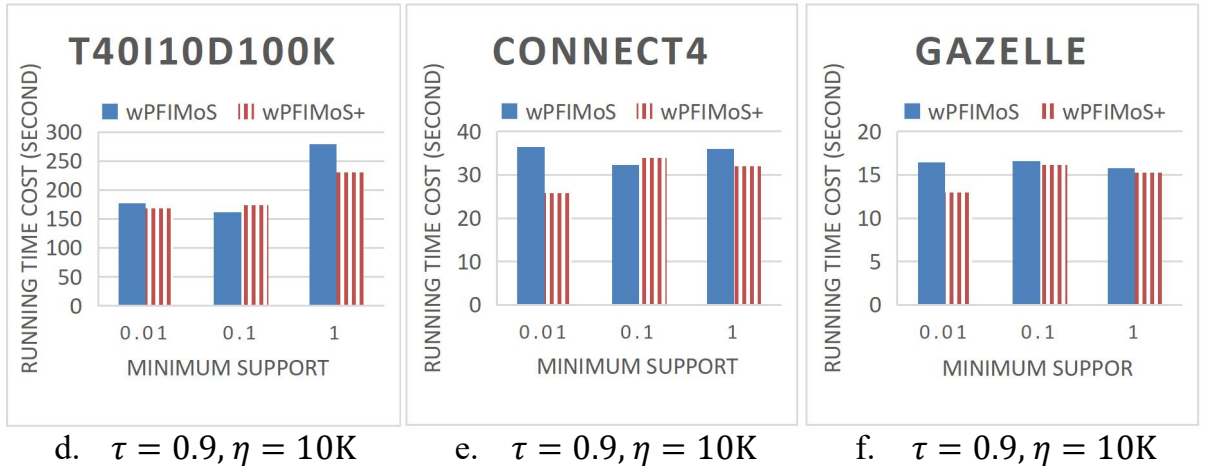 T40I10D100K
wPFIMoS wPFIMoS+
RUNNING TIME COST (SECOND)
300
250
200
150
100
50
0
0.01 0.1 1
MINIMUM SUPPORT
d. τ = 0.9, η = 10K
CONNECT4
wPFIMoS wPFIMoS+
RUNNING TIME COST (SECOND)
40
30
20
10
0
0.01 0.1 1
MINIMUM SUPPORT
e. τ = 0.9, η = 10K
GAZELLE
wPFIMoS wPFIMoS+
RUNNING TIME COST (SECOND)
20
15
10
5
0
0.01 0.1 1
MINIMUM SUPPOR
f. τ = 0.9, η = 10K